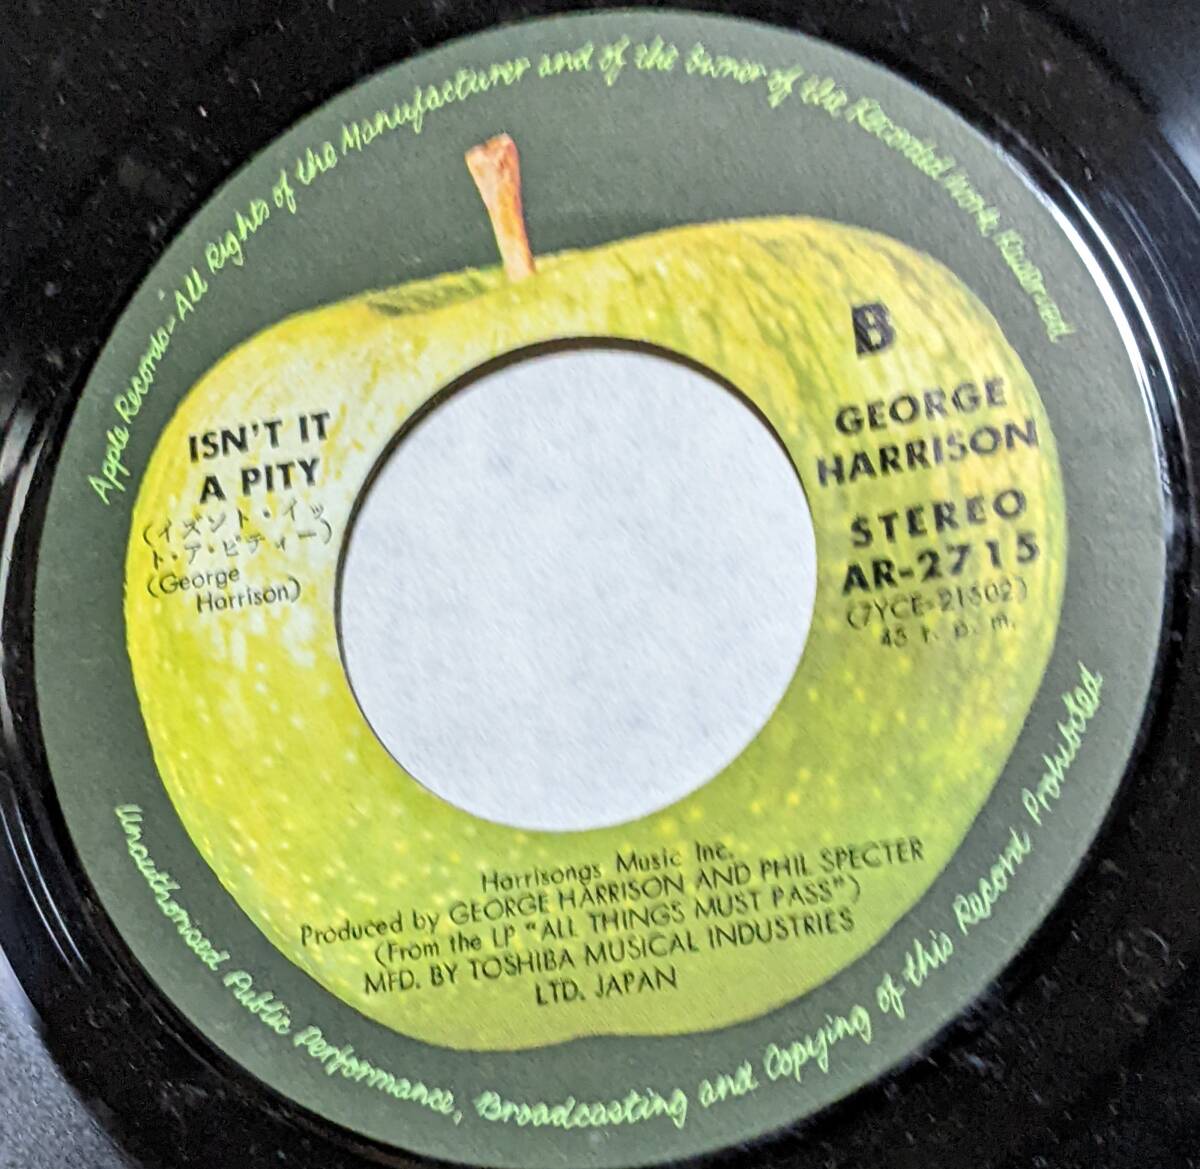 Apple Records-All Rights of the Manufacturer and of the Owner of the Recorded Work Reserved
B
GEORGE
HARRISON
STEREO
AR-2715
(7YCE-21502)
45 r. p. m.
ISN'T IT
A PITY
(イズント・イッ
ト・ア・ピティー)
(George
Harrison)
Harrisongs Music Inc.
Produced by GEORGE HARRISON AND PHIL SPECTER
(From the LP "ALL THINGS MUST PASS")
MFD. BY TOSHIBA MUSICAL INDUSTRIES
LTD. JAPAN
Unauthorised Public Performance, Broadcasting and Copying of this Record Prohibited